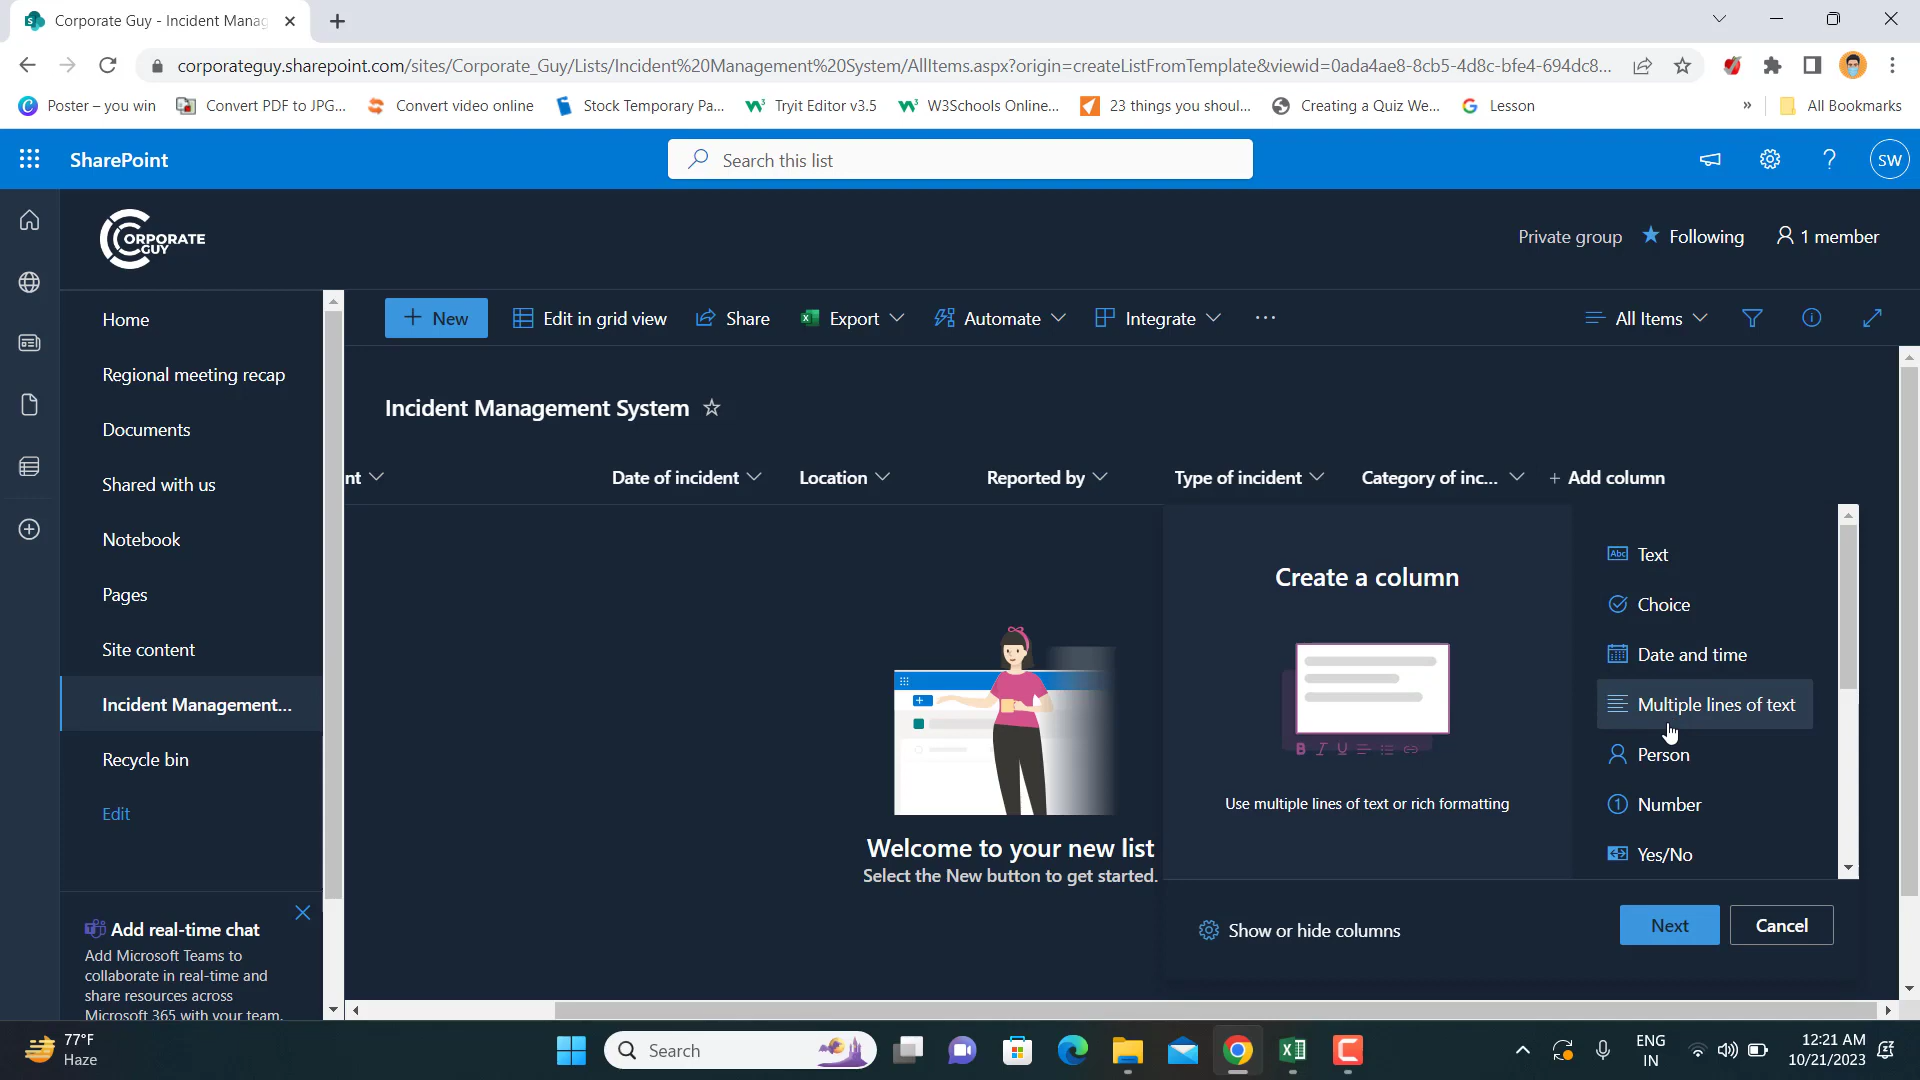 Corporate Guy - Incident Manag
corporateguy.sharepoint.com/sites/Corporate_Guy/Lists/Incident%20Management%20System/AllItems.aspx?origin=createListFromTemplate&viewid=0ada4ae8-8cb5-4d8c-bfe4-694dc8...
Poster – you win
Convert PDF to JPG...
Convert video online
Stock Temporary Pa...
Tryit Editor v3.5
W3Schools Online...
23 things you shoul...
Creating a Quiz We...
Lesson
»
All Bookmarks
SharePoint
Search this list
SW
CORPORATE
GUY
Private group
Following
1 member
Home
Regional meeting recap
Documents
Shared with us
Notebook
Pages
Site content
Incident Management...
Recycle bin
Edit
Add real-time chat
Add Microsoft Teams to
collaborate in real-time and
share resources across
Microsoft 365 with your team.
+ New
Edit in grid view
Share
Export
Automate
Integrate
...
All Items
Incident Management System
nt
Date of incident
Location
Reported by
Type of incident
Category of inc...
+ Add column
Welcome to your new list
Select the New button to get started.
Create a column
B I U
Use multiple lines of text or rich formatting
Abc Text
Choice
Date and time
Multiple lines of text
Person
1 Number
Yes/No
Show or hide columns
Next
Cancel
77°F
Haze
Search
ENG
IN
12:21 AM
10/21/2023